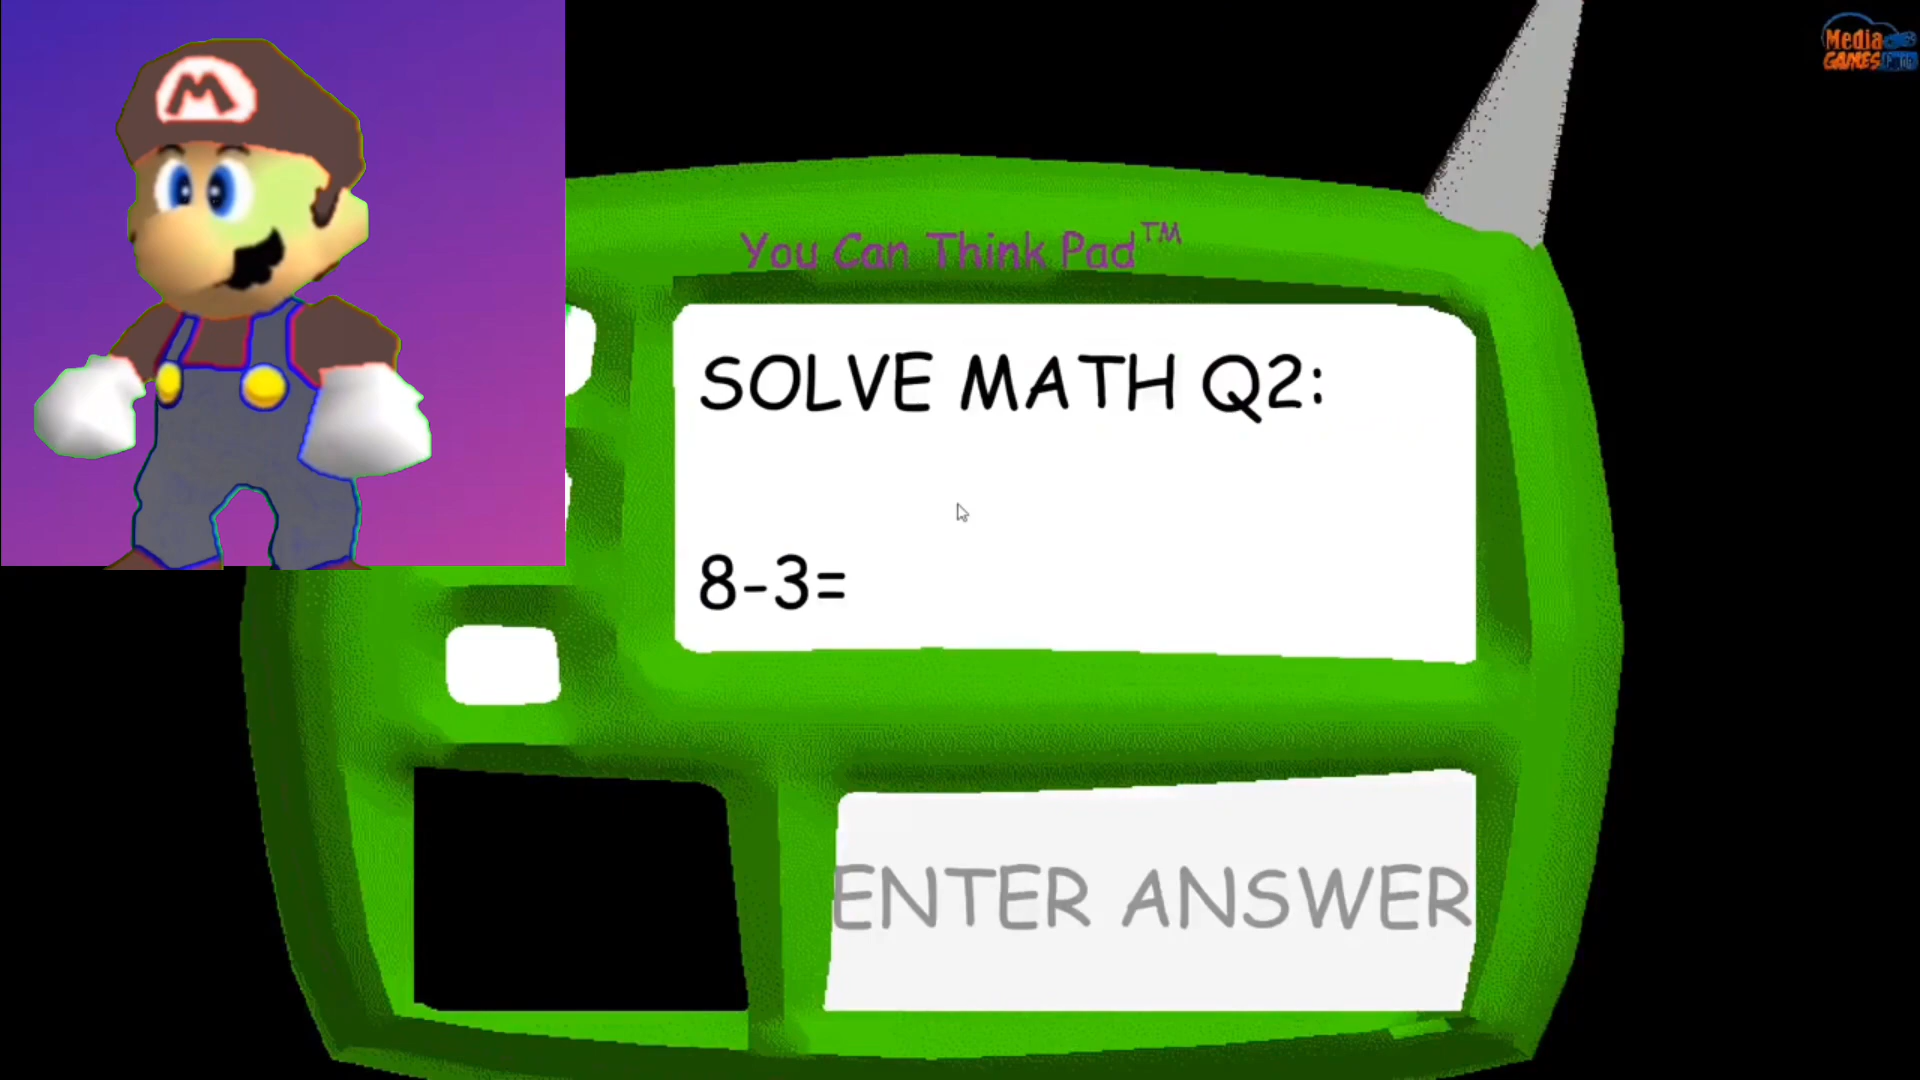 M
Media
GAMES
You Can Think Pad™
SOLVE MATH Q2:
8-3=
ENTER ANSWER